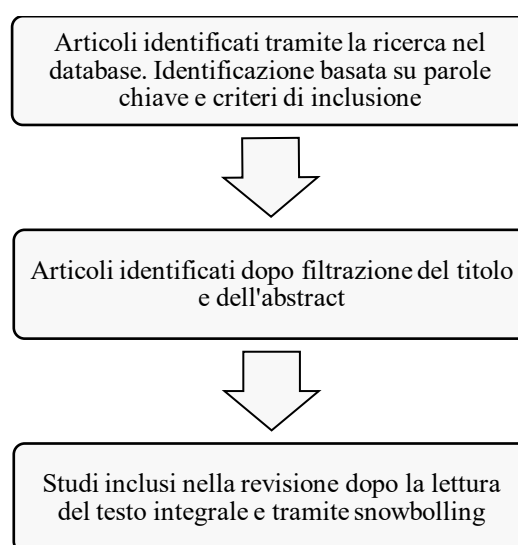 Articoli identificati tramite la ricerca nel
database. Identificazione basata su parole
chiave e criteri di inclusione
Articoli identificati dopo filtrazione del titolo
e dell'abstract
Studi inclusi nella revisione dopo la lettura
del testo integrale e tramite snowbolling